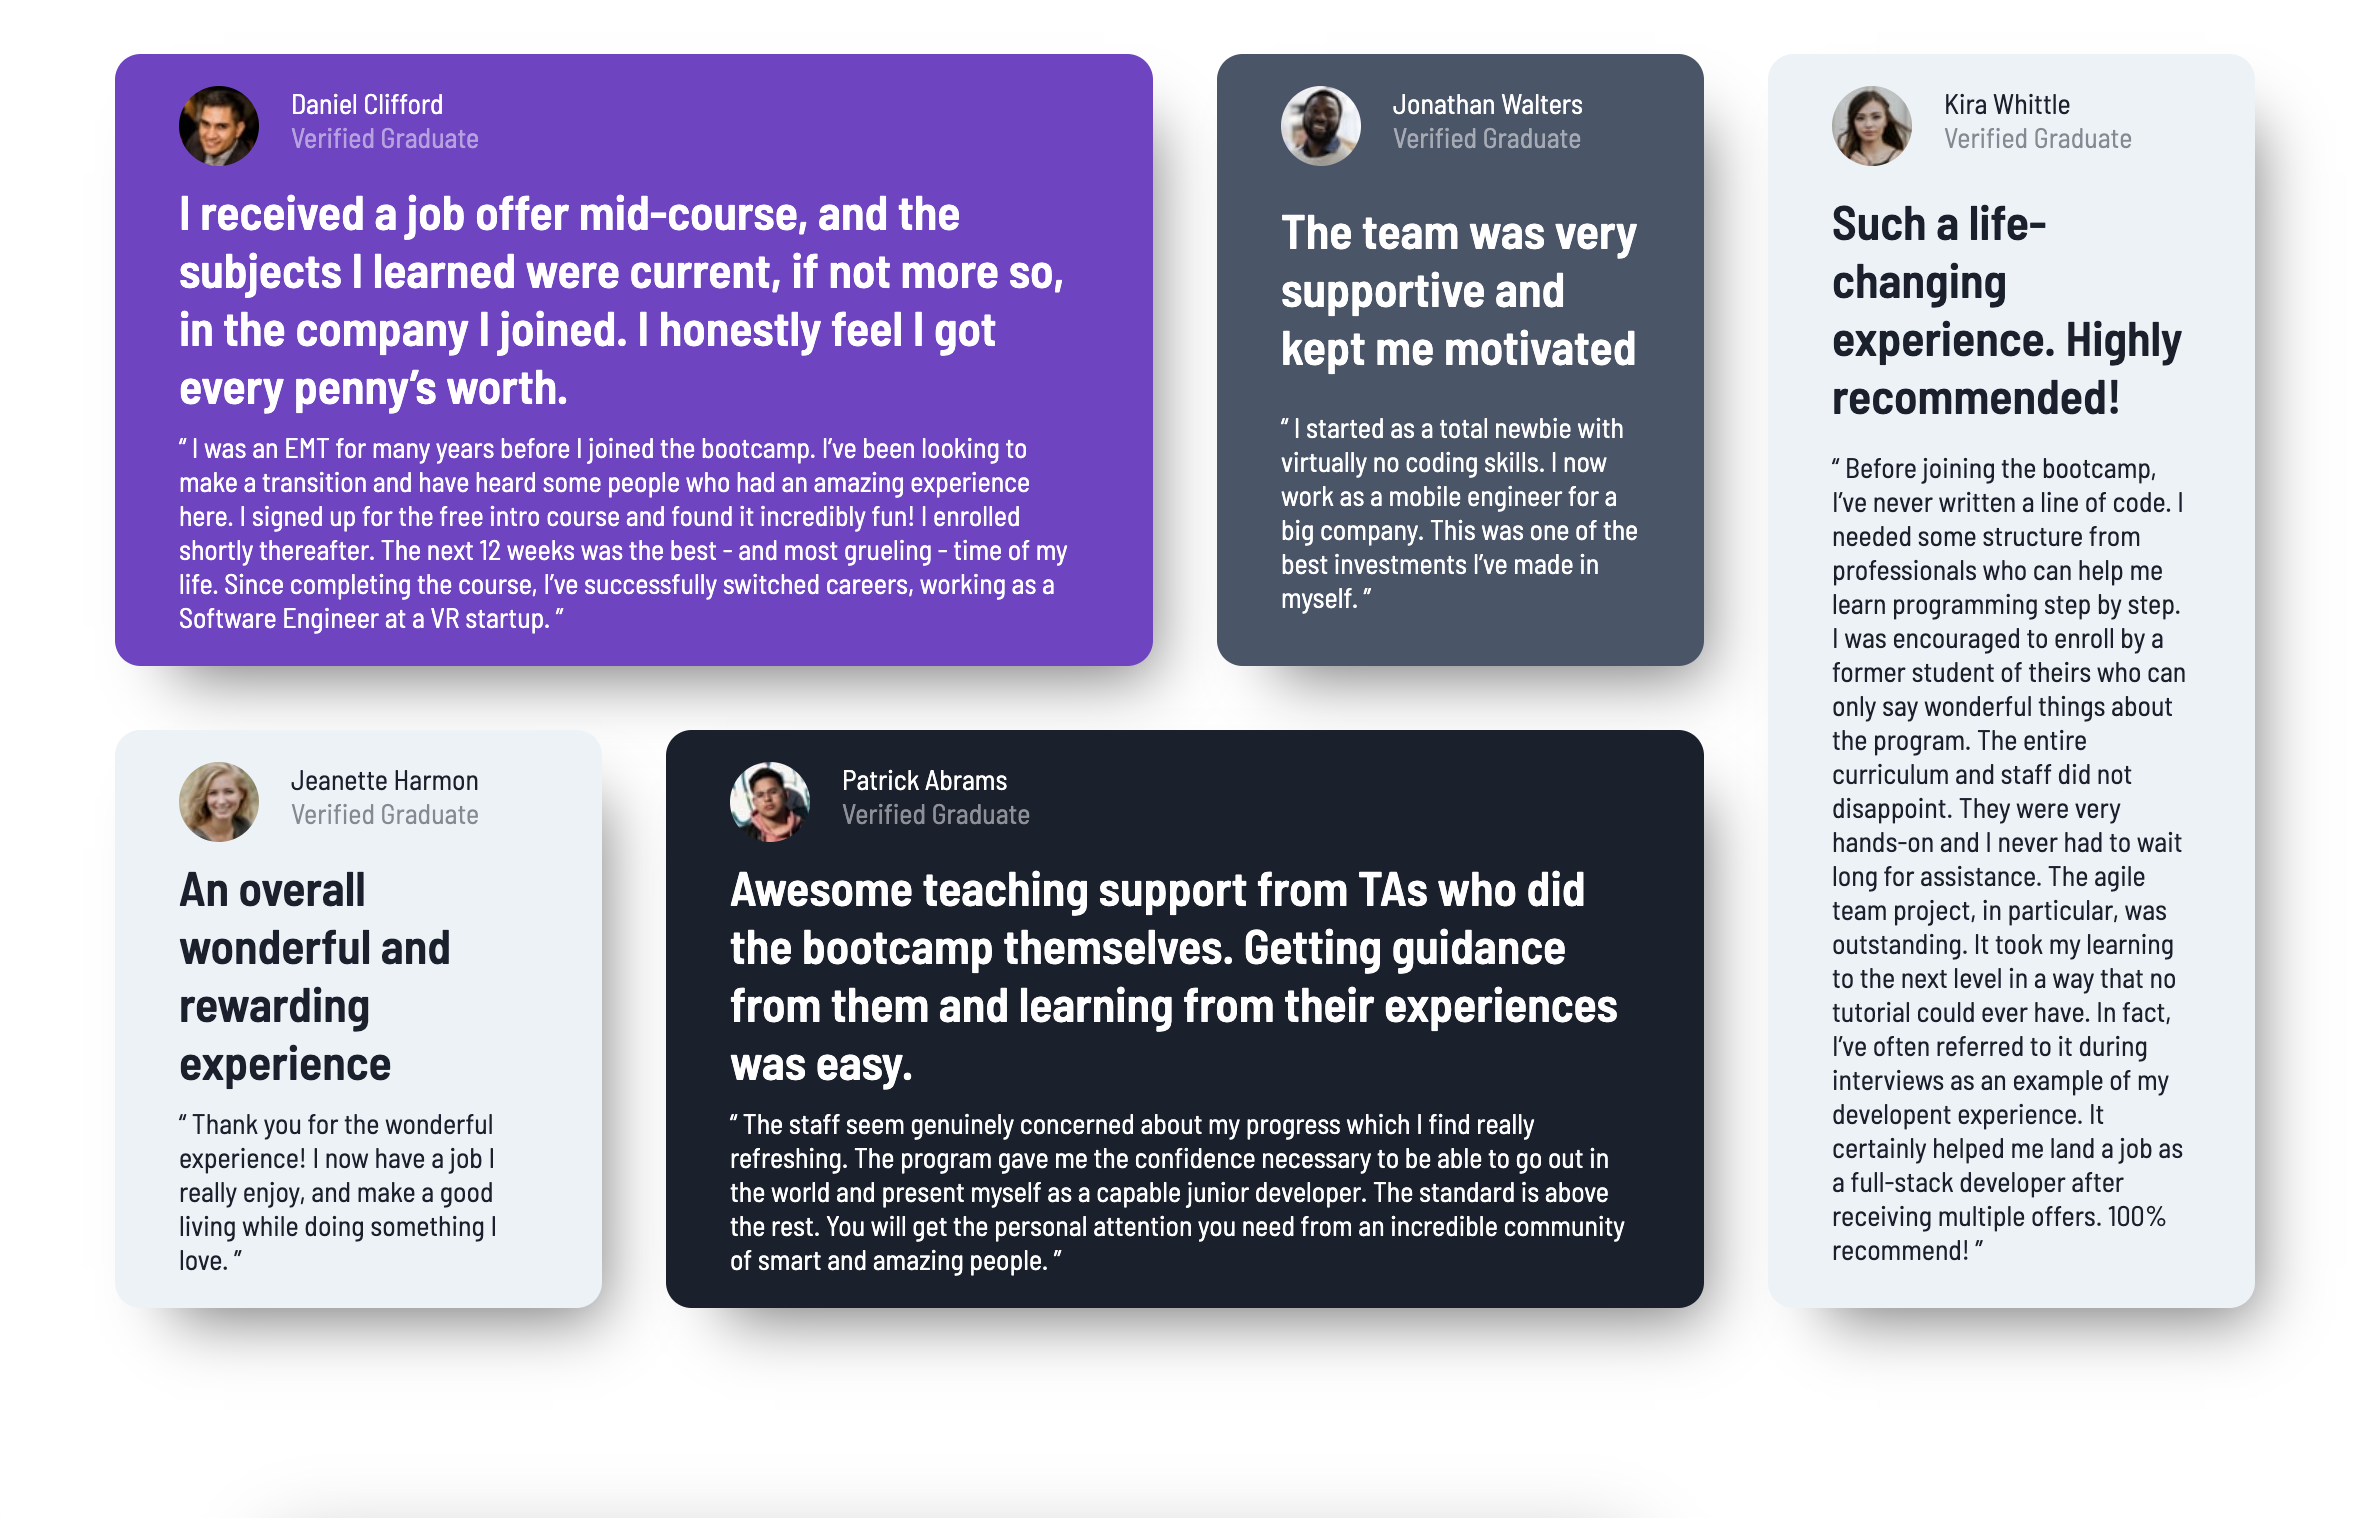 Daniel Clifford
Verified Graduate
I received a job offer mid-course, and the
subjects I learned were current, if not more so,
in the company I joined. I honestly feel I got
every penny’s worth.
“ I was an EMT for many years before I joined the bootcamp. I’ve been looking to
make a transition and have heard some people who had an amazing experience
here. I signed up for the free intro course and found it incredibly fun! I enrolled
shortly thereafter. The next 12 weeks was the best - and most grueling - time of my
life. Since completing the course, I’ve successfully switched careers, working as a
Software Engineer at a VR startup. ”
Jonathan Walters
Verified Graduate
The team was very
supportive and
kept me motivated
“ I started as a total newbie with
virtually no coding skills. I now
work as a mobile engineer for a
big company. This was one of the
best investments I’ve made in
myself. ”
Kira Whittle
Verified Graduate
Such a life-
changing
experience. Highly
recommended!
“ Before joining the bootcamp,
I’ve never written a line of code. I
needed some structure from
professionals who can help me
learn programming step by step.
I was encouraged to enroll by a
former student of theirs who can
only say wonderful things about
the program. The entire
curriculum and staff did not
disappoint. They were very
hands-on and I never had to wait
long for assistance. The agile
team project, in particular, was
outstanding. It took my learning
to the next level in a way that no
tutorial could ever have. In fact,
I’ve often referred to it during
interviews as an example of my
developent experience. It
certainly helped me land a job as
a full-stack developer after
receiving multiple offers. 100%
recommend! ”
Jeanette Harmon
Verified Graduate
An overall
wonderful and
rewarding
experience
“ Thank you for the wonderful
experience! I now have a job I
really enjoy, and make a good
living while doing something I
love. ”
Patrick Abrams
Verified Graduate
Awesome teaching support from TAs who did
the bootcamp themselves. Getting guidance
from them and learning from their experiences
was easy.
“ The staff seem genuinely concerned about my progress which I find really
refreshing. The program gave me the confidence necessary to be able to go out in
the world and present myself as a capable junior developer. The standard is above
the rest. You will get the personal attention you need from an incredible community
of smart and amazing people. ”